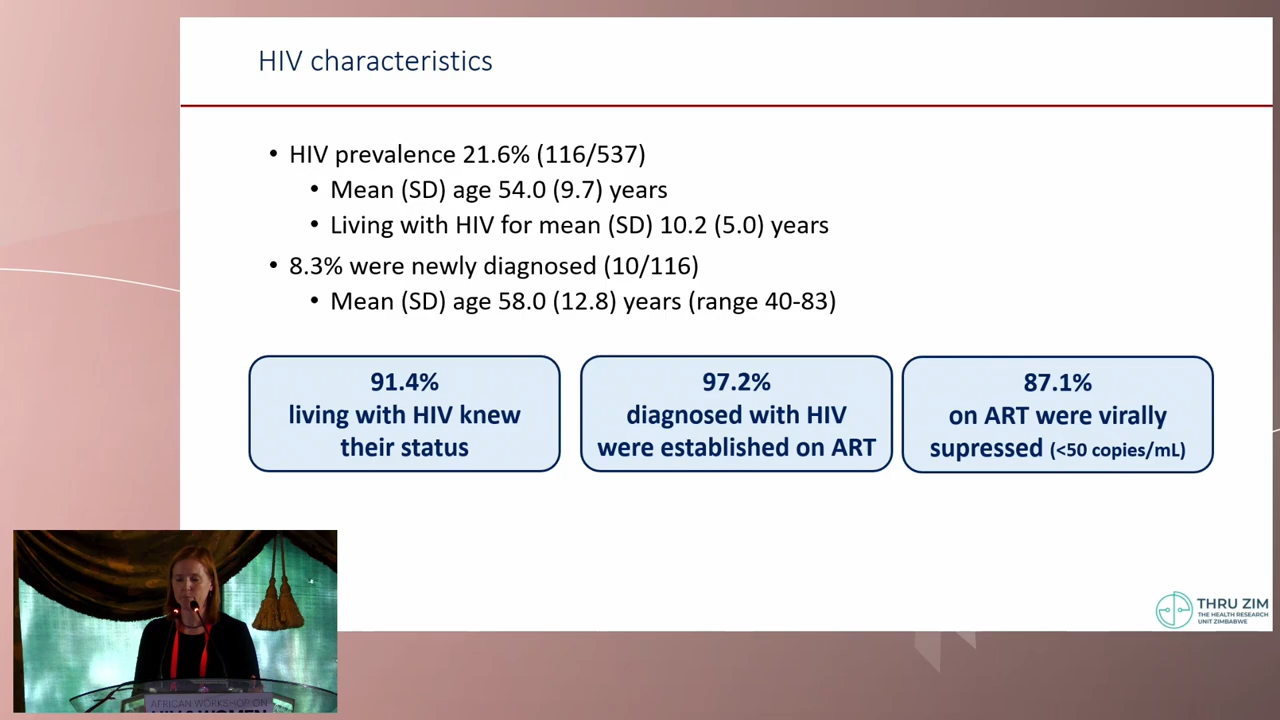 HIV characteristics
• HIV prevalence 21.6% (116/537)
• Mean (SD) age 54.0 (9.7) years
• Living with HIV for mean (SD) 10.2 (5.0) years
• 8.3% were newly diagnosed (10/116)
• Mean (SD) age 58.0 (12.8) years (range 40-83)
91.4%
living with HIV knew
their status
97.2%
diagnosed with HIV
were established on ART
87.1%
on ART were virally
supressed (<50 copies/mL)
THRU ZIM
THE HEALTH RESEARCH
UNIT ZIMBABWE
AFRICAN WORKSHOP ON
WOMEN